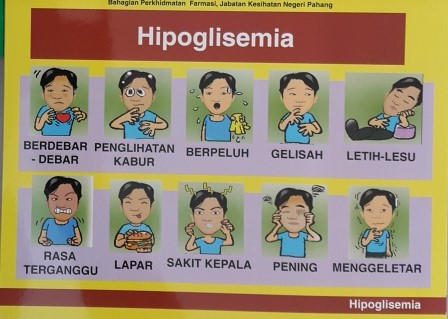 Bahagian Perkhidmatan Farmasi, Jabatan Kesihatan Negeri Pahang
Hipoglisemia
BERDEBAR
- DEBAR
PENGLIHATAN
KABUR
BERPELUH
GELISAH
LETIH-LESU
RASA
TERGANGGU
LAPAR
SAKIT KEPALA
PENING
MENGGELETAR
Hipoglisemia